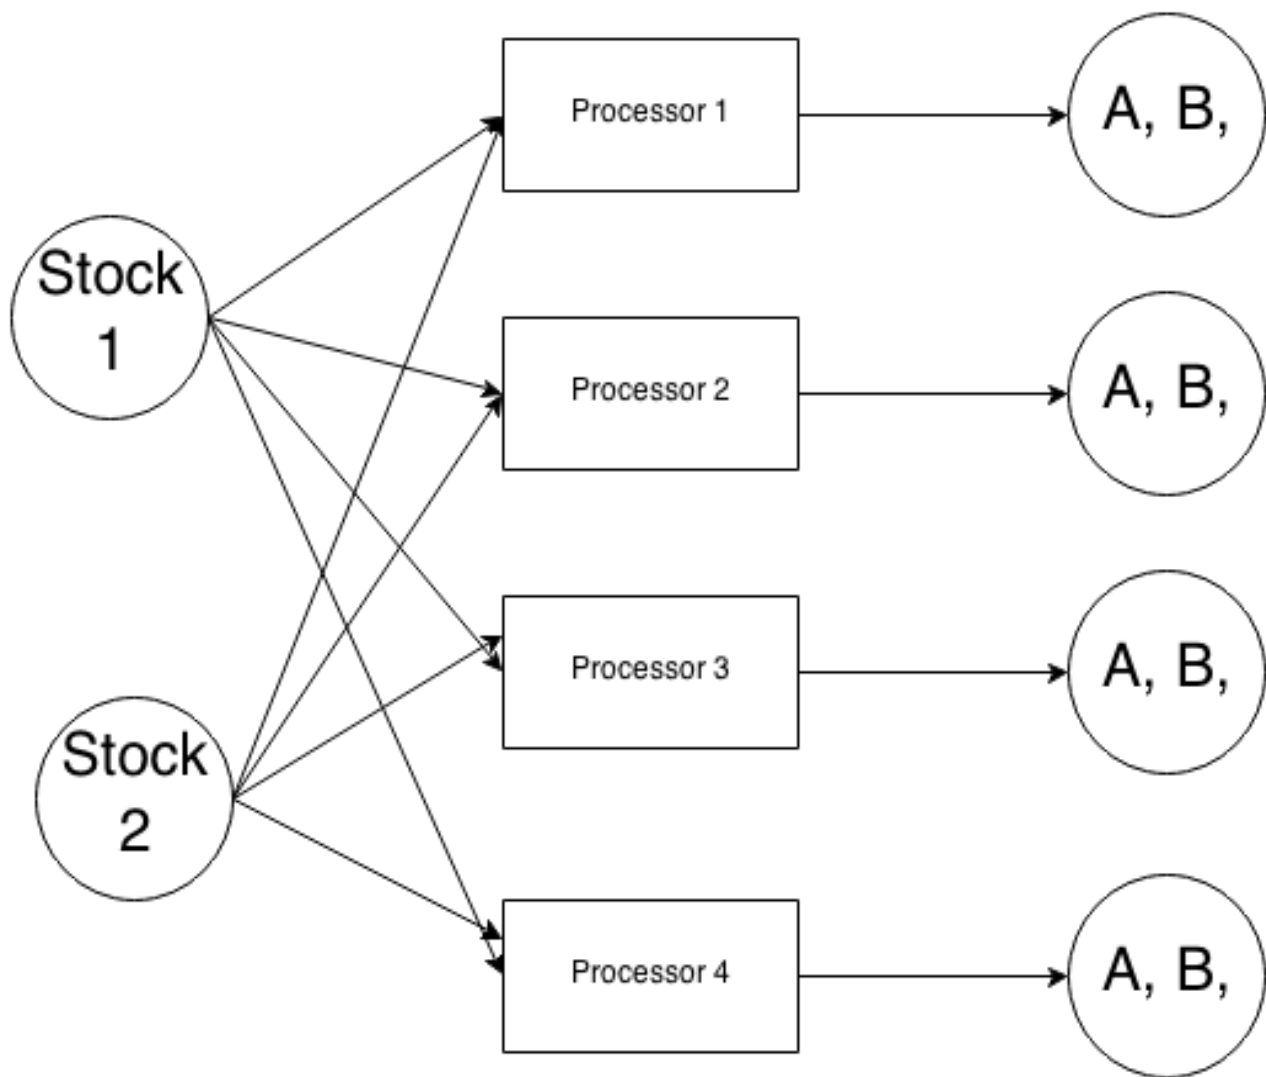 Processor 1
A, B,
Stock
1
Processor 2
A, B,
Processor 3
A, B,
Stock
2
Processor 4
A, B,